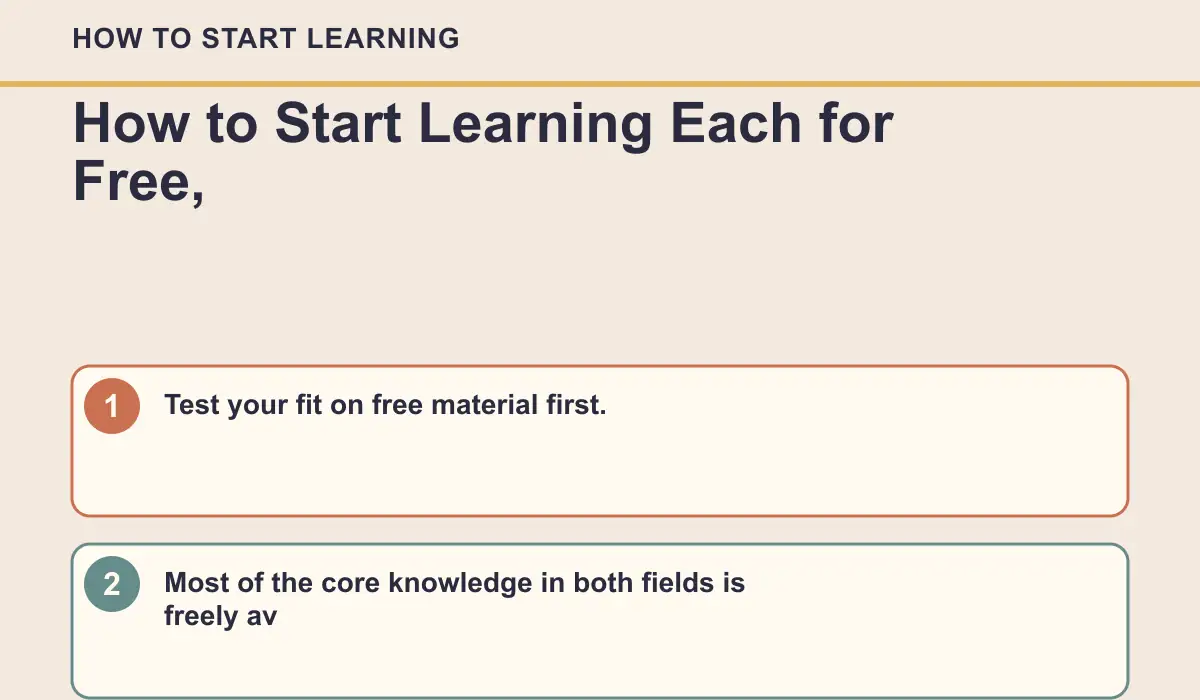 HOW TO START LEARNING
How to Start Learning Each for
Free,
1
Test your fit on free material first.
2
Most of the core knowledge in both fields is
freely av